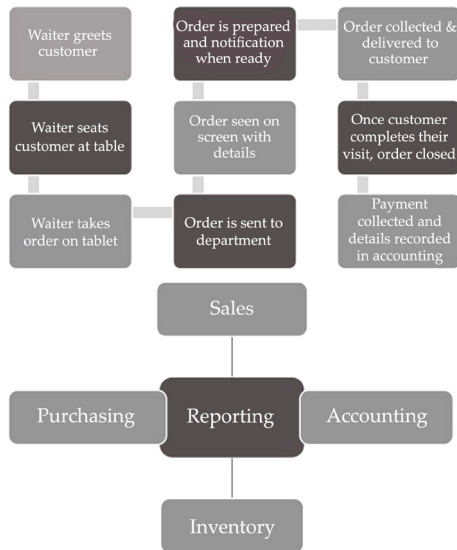 Waiter greets
customer
Waiter seats
customer at table
Waiter takes
order on tablet
Order is sent to
department
Order seen on
screen with
details
Order is prepared
and notification
when ready
Order collected &
delivered to
customer
Once customer
completes their
visit, order closed
Payment
collected and
details recorded
in accounting
Sales
Purchasing
Reporting
Accounting
Inventory